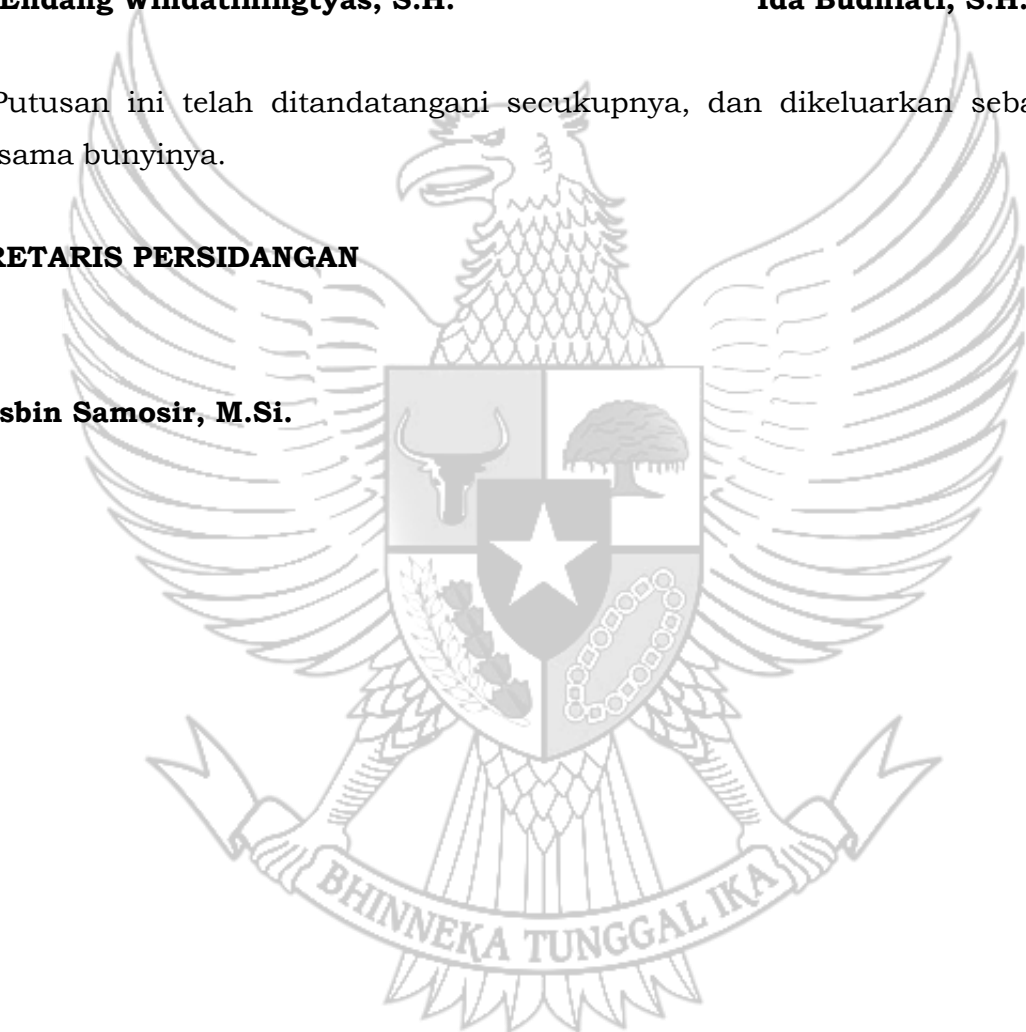 Endang Windatiningtyas, S.H. Ida Budhiati, S.H.
Putusan ini telah ditandatangani secukupnya, dan dikeluarkan seba
sama bunyinya.
RETARIS PERSIDANGAN
sbin Samosir, M.Si.
BHINNEKA TUNGGAL IKA